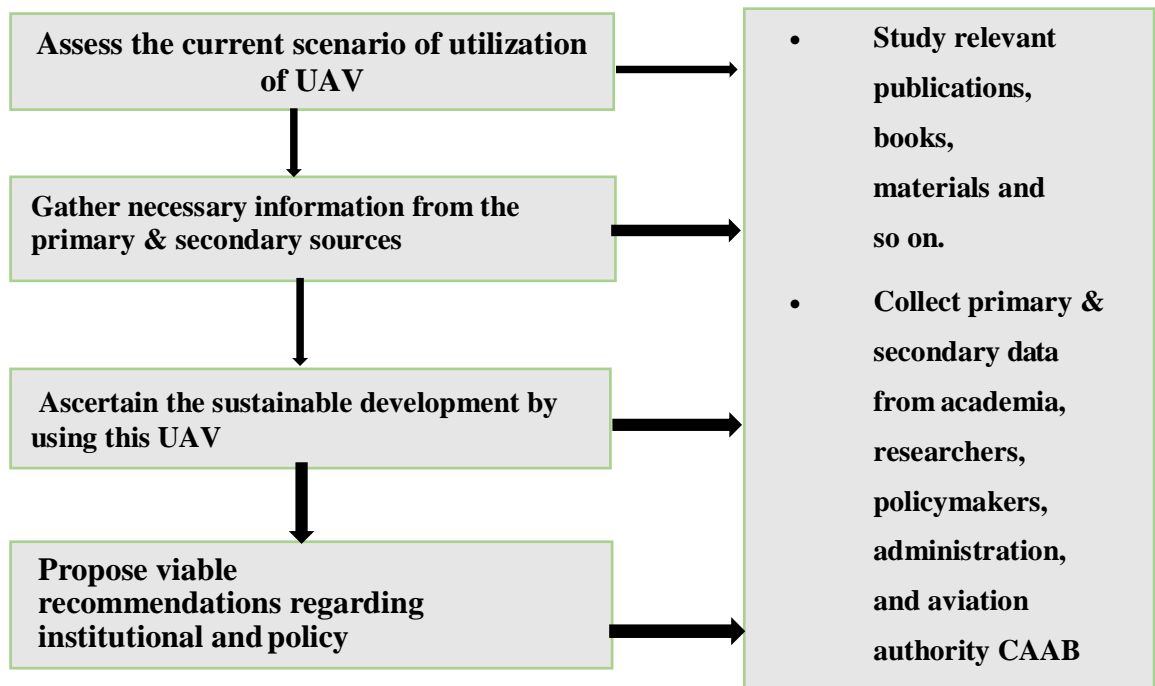 Assess the current scenario of utilization
of UAV
Gather necessary information from the
primary & secondary sources
Ascertain the sustainable development by
using this UAV
Propose viable
recommendations regarding
institutional and policy
• Study relevant
publications,
books,
materials and
so on.
• Collect primary &
secondary data
from academia,
researchers,
policymakers,
administration,
and aviation
authority CAAB